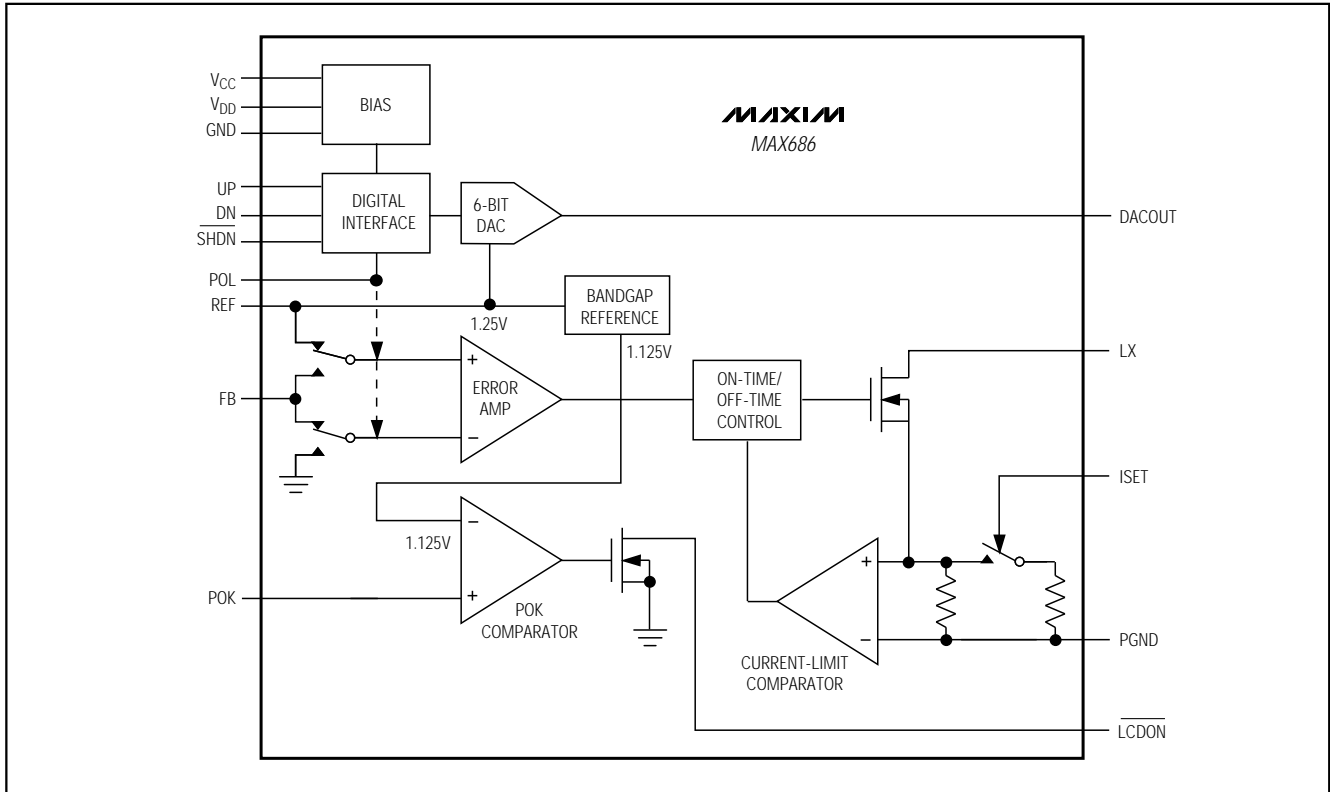 MAXIM
MAX686
VCC
VDD
GND
BIAS
UP
DN
SHDN
DIGITAL
INTERFACE
6-BIT
DAC
DACOUT
POL
REF
1.25V
BANDGAP
REFERENCE
1.125V
FB
+
ERROR
AMP
−
ON-TIME/
OFF-TIME
CONTROL
LX
ISET
−
1.125V
+
POK
POK
COMPARATOR
+
−
CURRENT-LIMIT
COMPARATOR
PGND
LCDON